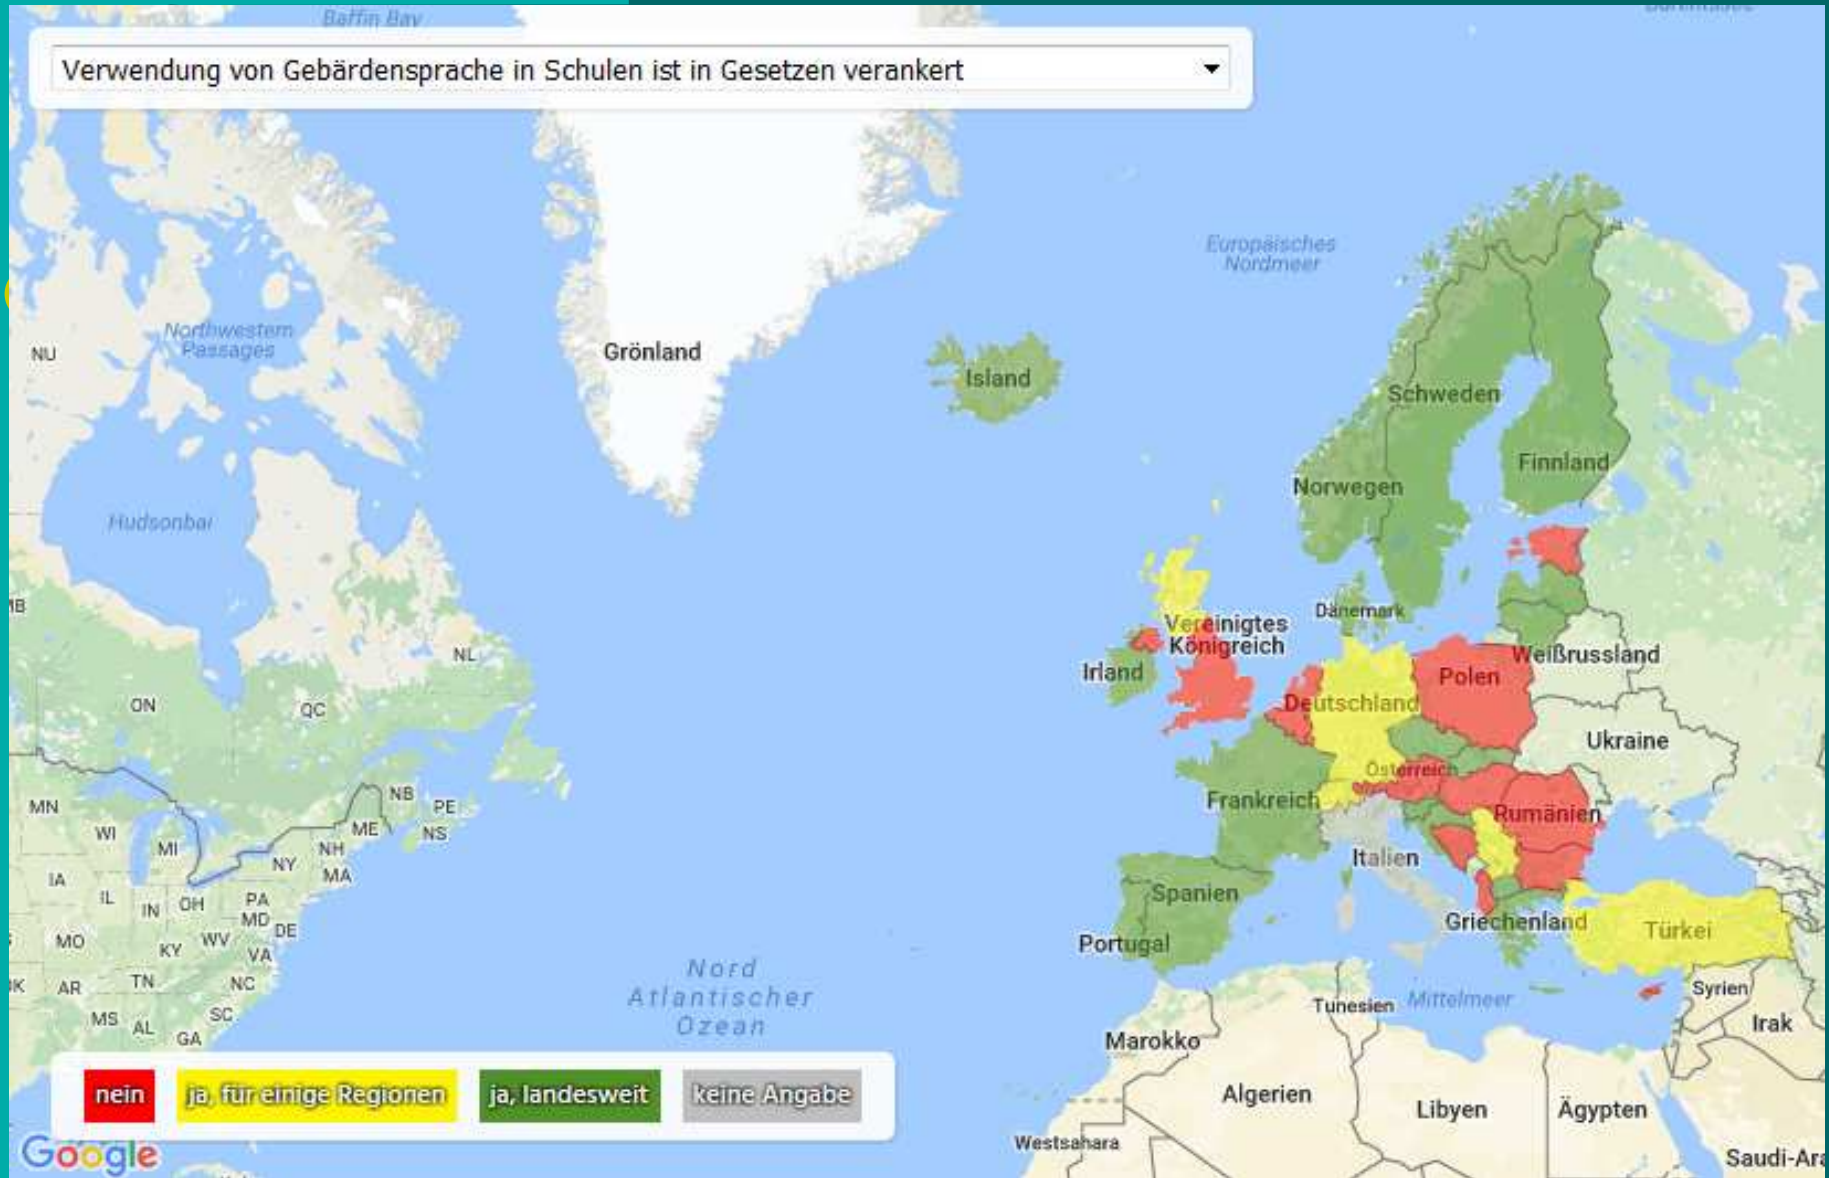 Baffin Bay
Verwendung von Gebärdensprache in Schulen ist in Gesetzen verankert
Europäisches
Nordmeer
Northwestern
Passages
NU
Grönland
Island
Schweden
Finnland
Norwegen
Hudsonbai
Dänemark
Vereinigtes
Königreich
Irland
NL
Weißrussland
Polen
ON
QC
Deutschland
Ukraine
Österreich
Frankreich
Rumänien
MN
NB
PE
WI
ME
NS
MI
NH
NY
Italien
MA
IA
IL
IN
OH
PA
MD
DE
Spanien
Griechenland
Türkei
MO
KY
WV
VA
Portugal
Nord
Atlantischer
Ozean
AR
TN
NC
Syrien
Tunesien
Mittelmeer
MS
AL
SC
GA
Marokko
Irak
nein
ja, für einige Regionen
ja, landesweit
keine Angabe
Algerien
Libyen
Ägypten
Westsahara
Google